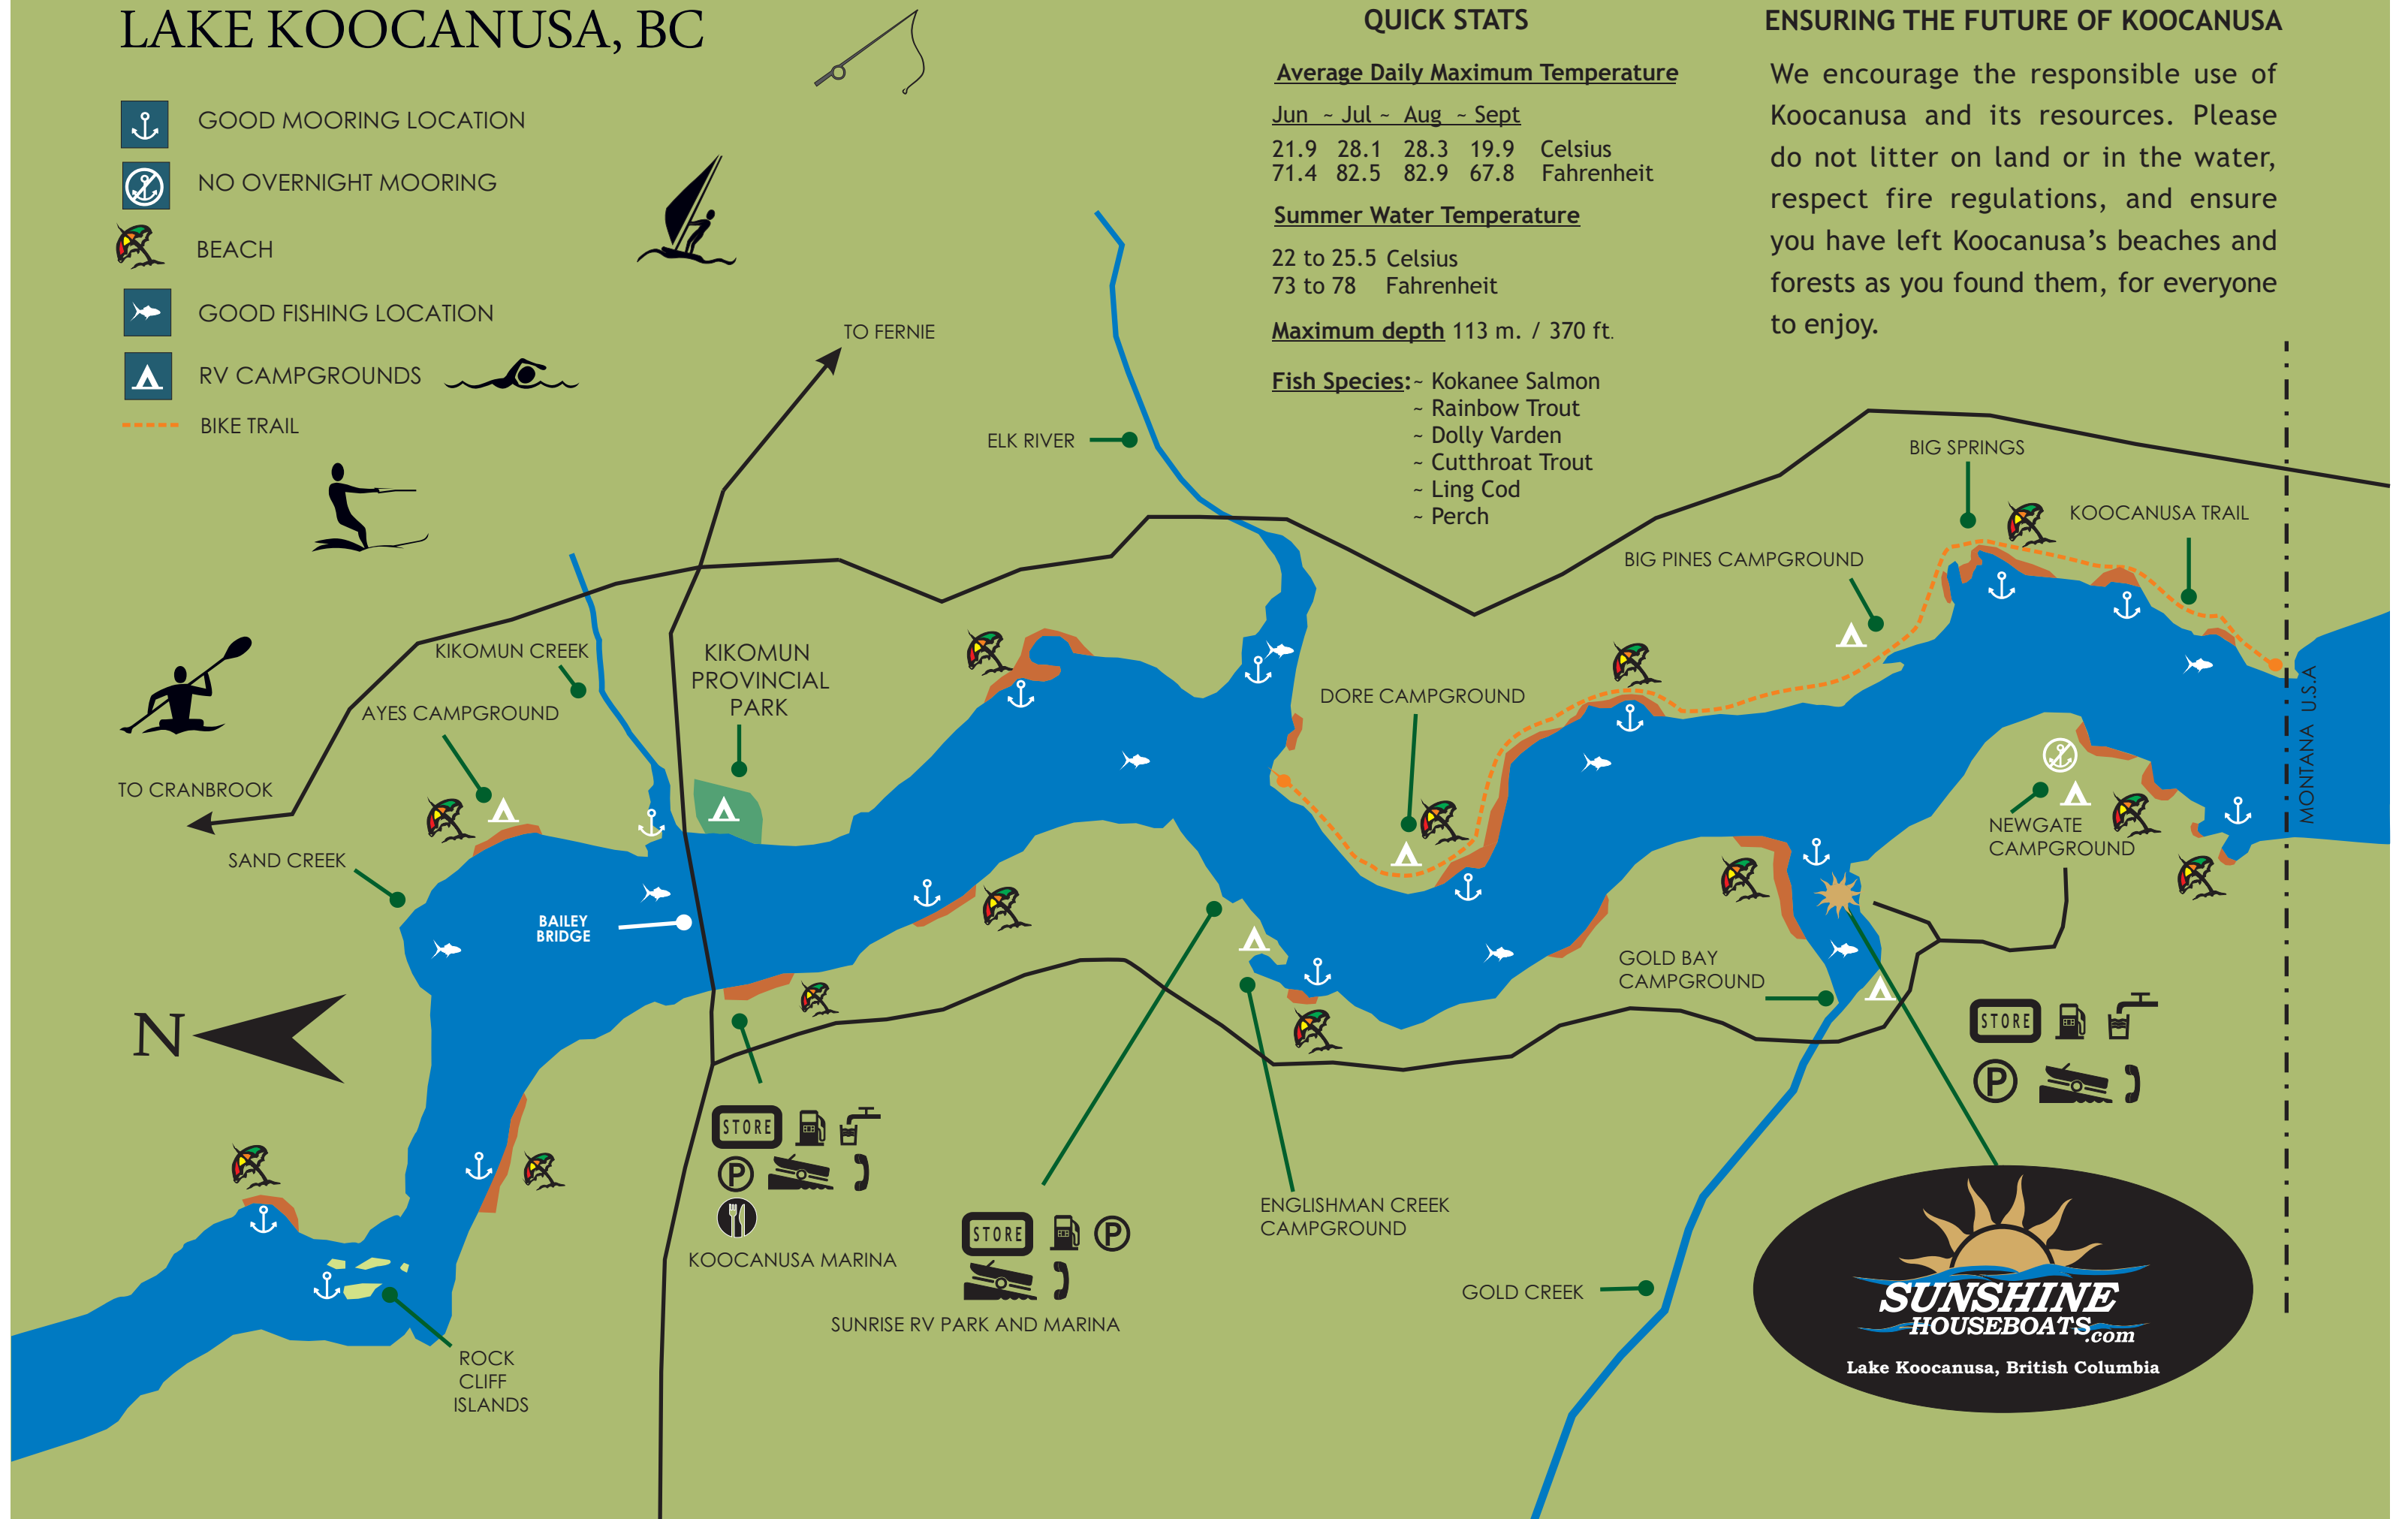 LAKE KOOCANUSA, BC
GOOD MOORING LOCATION
NO OVERNIGHT MOORING
BEACH
GOOD FISHING LOCATION
RV CAMPGROUNDS
BIKE TRAIL
QUICK STATS
Average Daily Maximum Temperature
Jun ~ Jul ~ Aug ~ Sept
21.9 28.1 28.3 19.9 Celsius
71.4 82.5 82.9 67.8 Fahrenheit
Summer Water Temperature
22 to 25.5 Celsius
73 to 78 Fahrenheit
Maximum depth 113 m. / 370 ft.
Fish Species: ~ Kokanee Salmon
~ Rainbow Trout
~ Dolly Varden
~ Cutthroat Trout
~ Ling Cod
~ Perch
ENSURING THE FUTURE OF KOOCANUSA
We encourage the responsible use of
Koocanusa and its resources. Please
do not litter on land or in the water,
respect fire regulations, and ensure
you have left Koocanusa’s beaches and
forests as you found them, for everyone
to enjoy.
TO FERNIE
ELK RIVER
BIG SPRINGS
KOOCANUSA TRAIL
BIG PINES CAMPGROUND
KIKOMUN CREEK
KIKOMUN
PROVINCIAL
PARK
AYES CAMPGROUND
DORE CAMPGROUND
TO CRANBROOK
MONTANA U.S.A
SAND CREEK
NEWGATE
CAMPGROUND
BAILEY
BRIDGE
GOLD BAY
CAMPGROUND
N
STORE
P
STORE
P
KOOCANUSA MARINA
STORE
P
SUNRISE RV PARK AND MARINA
ENGLISHMAN CREEK
CAMPGROUND
GOLD CREEK
ROCK
CLIFF
ISLANDS
SUNSHINE
HOUSEBOATS.com
Lake Koocanusa, British Columbia